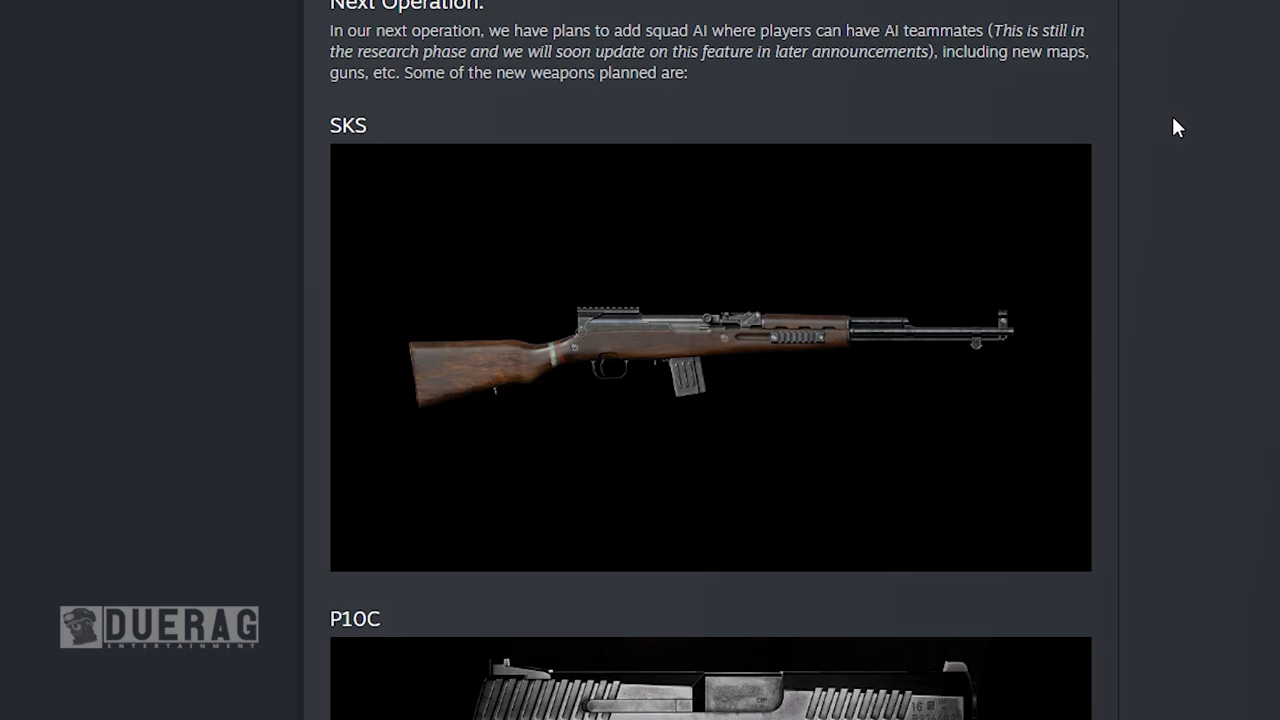 Next Operation:
In our next operation, we have plans to add squad AI where players can have AI teammates (This is still in
the research phase and we will soon update on this feature in later announcements), including new maps,
guns, etc. Some of the new weapons planned are:
SKS
DUERAG
ENTERTAINMENT
P10C
16